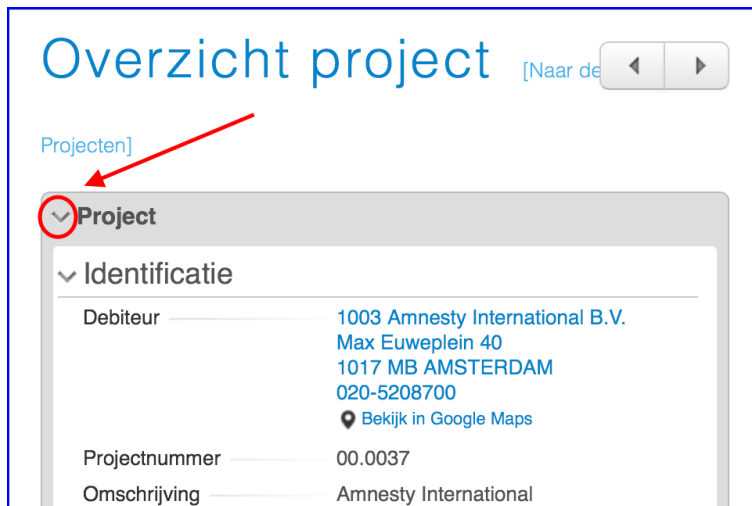 Overzicht project [Naar de
Projecten]
Project
Identificatie
Debiteur 1003 Amnesty International B.V.
Max Euweplein 40
1017 MB AMSTERDAM
020-5208700
Bekijk in Google Maps
Projectnummer 00.0037
Omschrijving Amnesty International